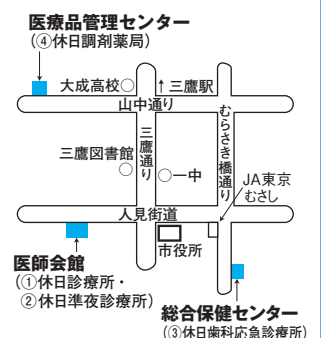 医療品管理センター
(④休日調剤薬局)
大成高校
↑三鷹駅
山中通り
三鷹通り
むらさき橋通り
三鷹図書館
一中
JA東京
むさし
人見街道
市役所
医師会館
(①休日診療所・
②休日準夜診療所)
総合保健センター
(③休日歯科応急診療所)